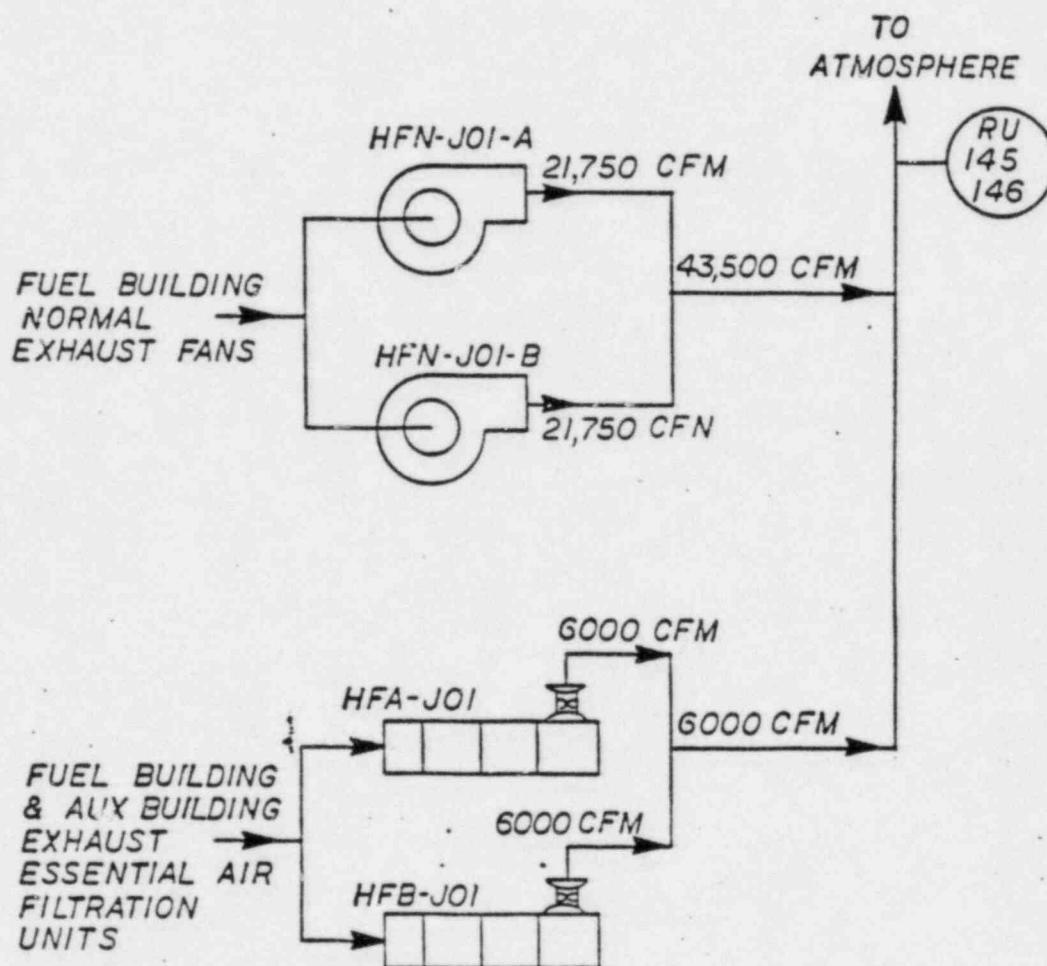 TO
ATMOSPHERE
RU
145
146
HFN-J01-A
21,750 CFM
43,500 CFM
FUEL BUILDING
NORMAL
EXHAUST FANS
HFN-J01-B
21,750 CFN
6000 CFM
HFA-J01
6000 CFM
FUEL BUILDING
& AUX BUILDING
EXHAUST
ESSENTIAL AIR
FILTRATION
UNITS
6000 CFM
HFB-J01